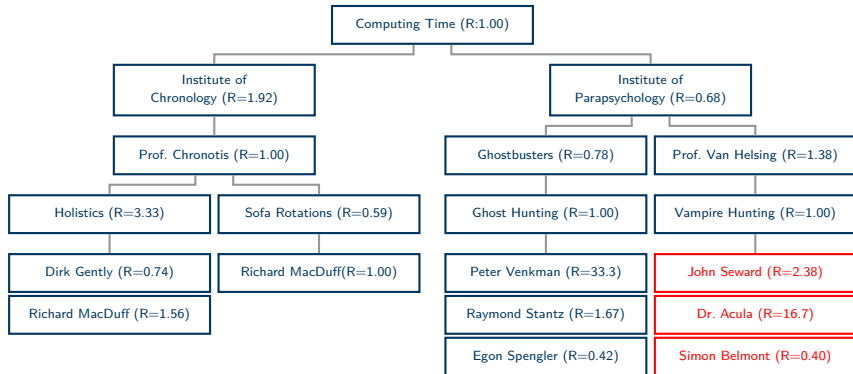 Computing Time (R:1.00)
Institute of
Chronology (R=1.92)
Institute of
Parapsychology (R=0.68)
Prof. Chronotis (R=1.00)
Ghostbusters (R=0.78)
Prof. Van Helsing (R=1.38)
Holistics (R=3.33)
Sofa Rotations (R=0.59)
Ghost Hunting (R=1.00)
Vampire Hunting (R=1.00)
Dirk Gently (R=0.74)
Richard MacDuff(R=1.00)
Peter Venkman (R=33.3)
John Seward (R=2.38)
Richard MacDuff (R=1.56)
Raymond Stantz (R=1.67)
Dr. Acula (R=16.7)
Egon Spengler (R=0.42)
Simon Belmont (R=0.40)